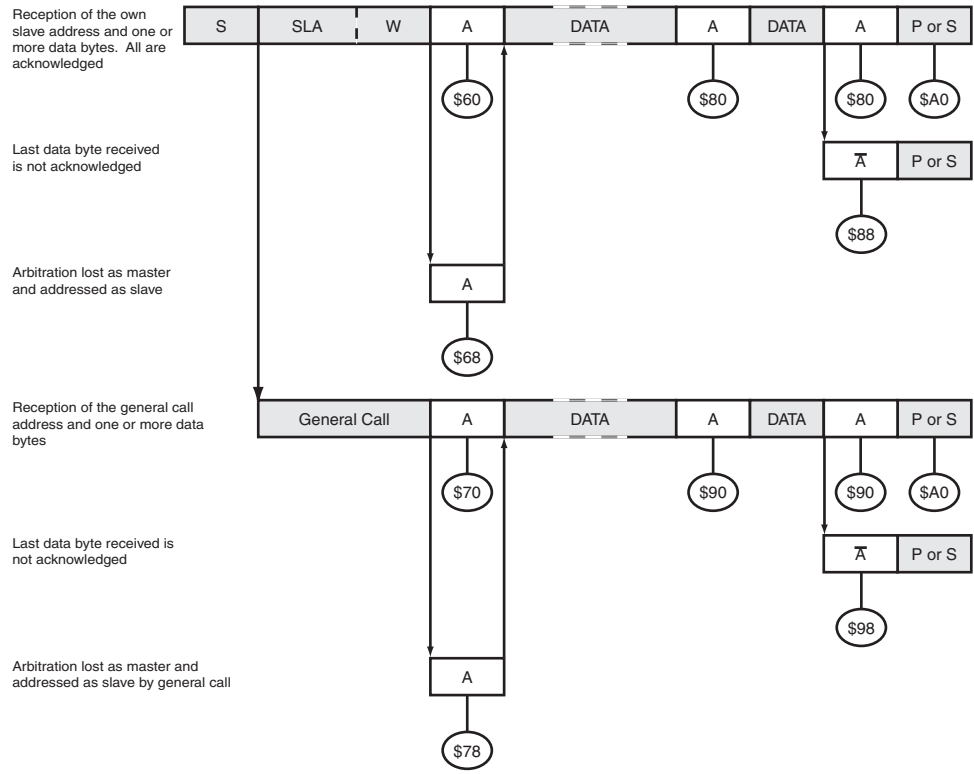 Reception of the own
slave address and one or
more data bytes. All are
acknowledged
S SLA W A DATA A DATA A P or S
$60 $80 $80 $A0
Last data byte received
is not acknowledged
A̅ P or S
$88
Arbitration lost as master
and addressed as slave
A
$68
Reception of the general call
address and one or more data
bytes
General Call A DATA A DATA A P or S
$70 $90 $90 $A0
Last data byte received is
not acknowledged
A̅ P or S
$98
Arbitration lost as master and
addressed as slave by general call
A
$78